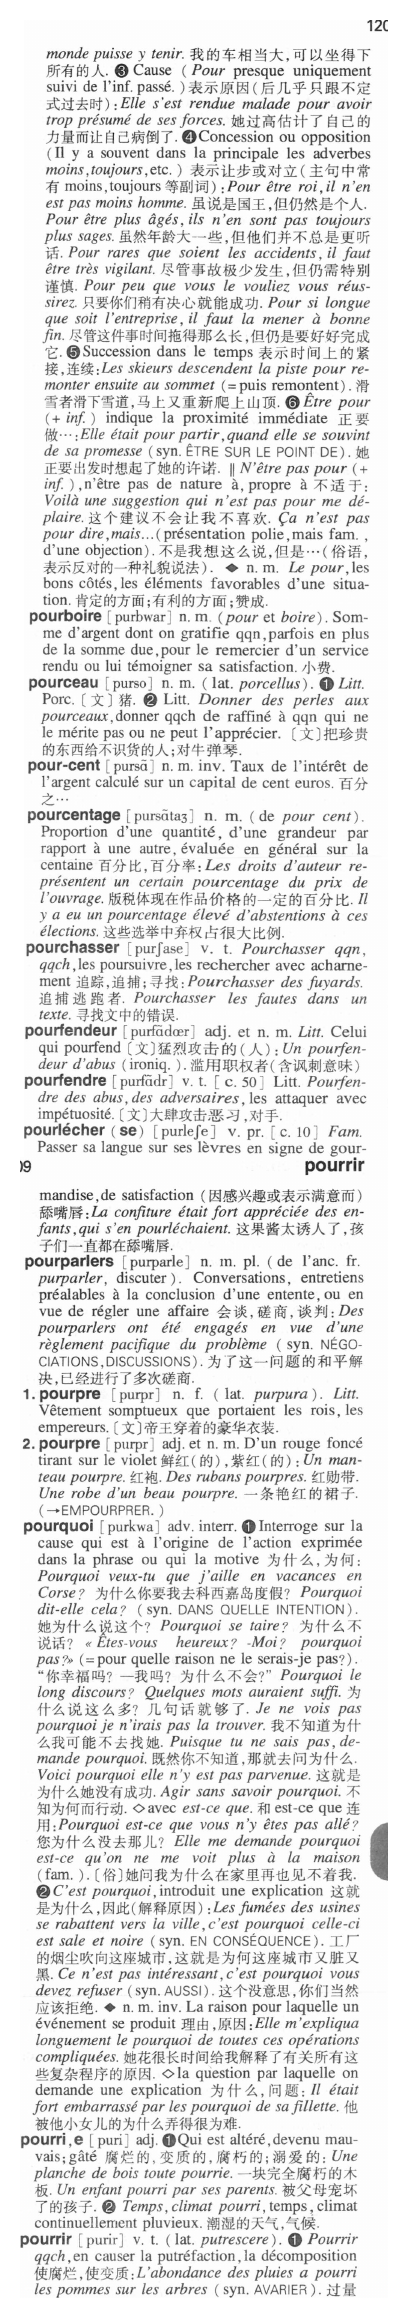 120
monde puisse y tenir. 我的车相当大,可以坐得下
所有的人. ❸ Cause ( Pour presque uniquement
suivi de l'inf. passé. ) 表示原因(后几乎只跟不定
式过去时) : Elle s'est rendue malade pour avoir
trop présumé de ses forces. 她过高估计了自己的
力量而让自己病倒了. ❹Concession ou opposition
(Il y a souvent dans la principale les adverbes
moins,toujours,etc. ) 表示让步或对立(主句中常
有 moins,toujours 等副词) : Pour être roi,il n'en
est pas moins homme. 虽说是国王,但仍然是个人.
Pour être plus âgés, ils n'en sont pas toujours
plus sages. 虽然年龄大一些,但他们并不总是更听
话. Pour rares que soient les accidents, il faut
être très vigilant. 尽管事故极少发生,但仍需特别
谨慎. Pour peu que vous le vouliez vous réus-
sirez. 只要你们稍有决心就能成功. Pour si longue
que soit l'entreprise, il faut la mener à bonne
fin. 尽管这件事时间拖得那么长,但仍是要好好完成
它. ❺Succession dans le temps 表示时间上的紧
接,连续:Les skieurs descendent la piste pour re-
monter ensuite au sommet (=puis remontent) . 滑
雪者滑下雪道,马上又重新爬上山顶. ❻ Être pour
(+ inf. ) indique la proximité immédiate 正要
做…:Elle était pour partir,quand elle se souvint
de sa promesse (syn. ÊTRE SUR LE POINT DE) . 她
正要出发时想起了她的许诺. ‖ N'être pas pour (+
inf. ) ,n'être pas de nature à, propre à 不适于:
Voilà une suggestion qui n'est pas pour me dé-
plaire. 这个建议不会让我不喜欢. Ça n'est pas
pour dire,mais…(présentation polie,mais fam. ,
d'une objection) . 不是我想这么说,但是…(俗语,
表示反对的一种礼貌说法) . ◆ n. m. Le pour,les
bons côtés, les éléments favorables d'une situa-
tion. 肯定的方面;有利的方面;赞成.
pourboire [purbwar] n. m. (pour et boire) . Som-
me d'argent dont on gratifie qqn,parfois en plus
de la somme due,pour le remercier d'un service
rendu ou lui témoigner sa satisfaction. 小费.
pourceau [purso] n. m. ( lat. porcellus) . ❶ Litt.
Porc. 〔文〕猪. ❷ Litt. Donner des perles aux
pourceaux,donner qqch de raffiné à qqn qui ne
le mérite pas ou ne peut l'apprécier. 〔文〕把珍贵
的东西给不识货的人;对牛弹琴.
pour-cent [pursɑ̃] n. m. inv. Taux de l'intérêt de
l'argent calculé sur un capital de cent euros. 百分
之…
pourcentage [pursɑ̃taʒ] n. m. ( de pour cent) .
Proportion d'une quantité, d'une grandeur par
rapport à une autre, évaluée en général sur la
centaine 百分比,百分率:Les droits d'auteur re-
présentent un certain pourcentage du prix de
l'ouvrage. 版税体现在作品价格的一定的百分比. Il
y a eu un pourcentage élevé d'abstentions à ces
élections. 这些选举中弃权占很大比例.
pourchasser [purʃase] v. t. Pourchasser qqn,
qqch,les poursuivre,les rechercher avec acharne-
ment 追踪,追捕;寻找:Pourchasser des fuyards.
追捕逃跑者. Pourchasser les fautes dans un
texte. 寻找文中的错误.
pourfendeur [purfɑ̃dœr] adj. et n. m. Litt. Celui
qui pourfend〔文〕猛烈攻击的(人) : Un pourfen-
deur d'abus (ironiq. ) . 滥用职权者(含讽刺意味)
pourfendre [purfɑ̃dr] v. t. [ c. 50] Litt. Pourfen-
dre des abus, des adversaires, les attaquer avec
impétuosité. 〔文〕大肆攻击恶习,对手.
pourlécher (se) [purleʃe] v. pr. [c. 10] Fam.
Passer sa langue sur ses lèvres en signe de gour-
09 pourrir
mandise,de satisfaction (因感兴趣或表示满意而)
舔嘴唇:La confiture était fort appréciée des en-
fants,qui s'en pourléchaient. 这果酱太诱人了,孩
子们一直都在舔嘴唇.
pourparlers [purparle] n. m. pl. ( de l'anc. fr.
purparler, discuter ) . Conversations, entretiens
préalables à la conclusion d'une entente,ou en
vue de régler une affaire 会谈,磋商,谈判:Des
pourparlers ont été engagés en vue d'une
règlement pacifique du problème ( syn. NÉGO-
CIATIONS,DISCUSSIONS) . 为了这一问题的和平解
决,已经进行了多次磋商.
1. pourpre [purpr] n. f. ( lat. purpura) . Litt.
Vêtement somptueux que portaient les rois, les
empereurs. 〔文〕帝王穿着的豪华衣装.
2. pourpre [purpr] adj. et n. m. D'un rouge foncé
tirant sur le violet 鲜红(的) ,紫红(的) : Un man-
teau pourpre. 红袍. Des rubans pourpres. 红勋带.
Une robe d'un beau pourpre. 一条艳红的裙子.
(→EMPOURPRER. )
pourquoi [purkwa] adv. interr. ❶Interroge sur la
cause qui est à l'origine de l'action exprimée
dans la phrase ou qui la motive 为什么,为何:
Pourquoi veux-tu que j'aille en vacances en
Corse? 为什么你要我去科西嘉岛度假? Pourquoi
dit-elle cela? ( syn. DANS QUELLE INTENTION) .
她为什么说这个? Pourquoi se taire? 为什么不
说话? « Êtes-vous heureux? -Moi? pourquoi
pas?» (=pour quelle raison ne le serais-je pas?) .
“你幸福吗? —我吗? 为什么不会?” Pourquoi le
long discours? Quelques mots auraient suffi. 为
什么说这么多? 几句话就够了. Je ne vois pas
pourquoi je n'irais pas la trouver. 我不知道为什
么我可能不去找她. Puisque tu ne sais pas, de-
mande pourquoi. 既然你不知道,那就去问为什么.
Voici pourquoi elle n'y est pas parvenue. 这就是
为什么她没有成功. Agir sans savoir pourquoi. 不
知为何而行动. ◇avec est-ce que. 和 est-ce que 连
用:Pourquoi est-ce que vous n'y êtes pas allé?
您为什么没去那儿? Elle me demande pourquoi
est-ce qu'on ne me voit plus à la maison
(fam. ) . 〔俗〕她问我为什么在家里再也见不着我.
❷C'est pourquoi,introduit une explication 这就
是为什么,因此(解释原因) :Les fumées des usines
se rabattent vers la ville,c'est pourquoi celle-ci
est sale et noire ( syn. EN CONSÉQUENCE) . 工厂
的烟尘吹向这座城市,这就是为何这座城市又脏又
黑. Ce n'est pas intéressant,c'est pourquoi vous
devez refuser (syn. AUSSI) . 这个没意思,你们当然
应该拒绝. ◆ n. m. inv. La raison pour laquelle un
événement se produit 理由,原因:Elle m'expliqua
longuement le pourquoi de toutes ces opérations
compliquées. 她花很长时间给我解释了有关所有这
些复杂程序的原因. ◇la question par laquelle on
demande une explication 为什么,问题: Il était
fort embarrassé par les pourquoi de sa fillette. 他
被他小女儿的为什么弄得很为难.
pourri,e [puri] adj. ❶Qui est altéré,devenu mau-
vais;gâté 腐烂的,变质的,腐朽的;溺爱的: Une
planche de bois toute pourrie. 一块完全腐朽的木
板. Un enfant pourri par ses parents. 被父母宠坏
了的孩子. ❷ Temps,climat pourri,temps,climat
continuellement pluvieux. 潮湿的天气,气候.
pourrir [purir] v. t. ( lat. putrescere) . ❶ Pourrir
qqch,en causer la putréfaction,la décomposition
使腐烂,使变质:L'abondance des pluies a pourri
les pommes sur les arbres ( syn. AVARIER) . 过量